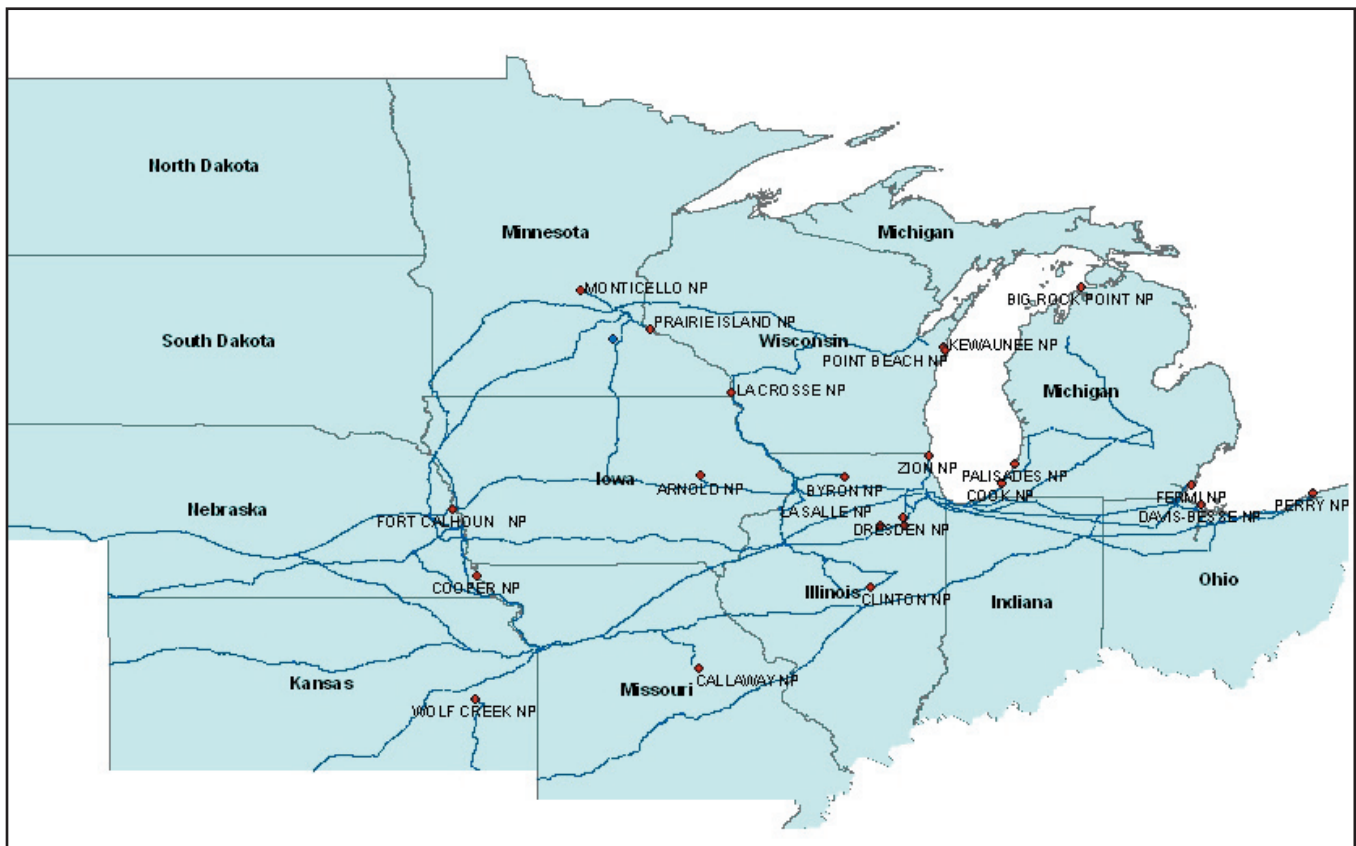 North Dakota
Minnesota
Michigan
MONTICELLO NP
BIG ROCK POINT NP
PRAIRIE ISLAND NP
South Dakota
Wisconsin
KEWAUNEE NP
POINT BEACH NP
LACROSSE NP
Michigan
ZION NP
PALISADES NP
Iowa
ARNOLD NP
BYRON NP
COOK NP
FERMI NP
PERRY NP
Nebraska
LASALLE NP
DAVIS-BESSE NP
FORT CALHOUN NP
DRESDEN NP
COOPER NP
Illinois
CLINTON NP
Indiana
Ohio
Kansas
Missouri
CALLAWAY NP
WOLF CREEK NP